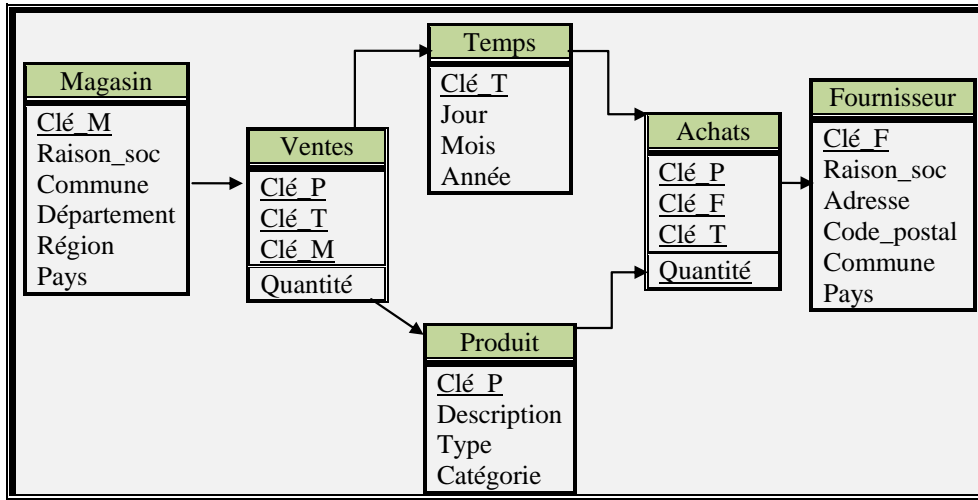 Magasin
Clé_M
Raison_soc
Commune
Département
Région
Pays
Ventes
Clé_P
Clé_T
Clé_M
Quantité
Temps
Clé_T
Jour
Mois
Année
Produit
Clé_P
Description
Type
Catégorie
Achats
Clé_P
Clé_F
Clé_T
Quantité
Fournisseur
Clé_F
Raison_soc
Adresse
Code_postal
Commune
Pays